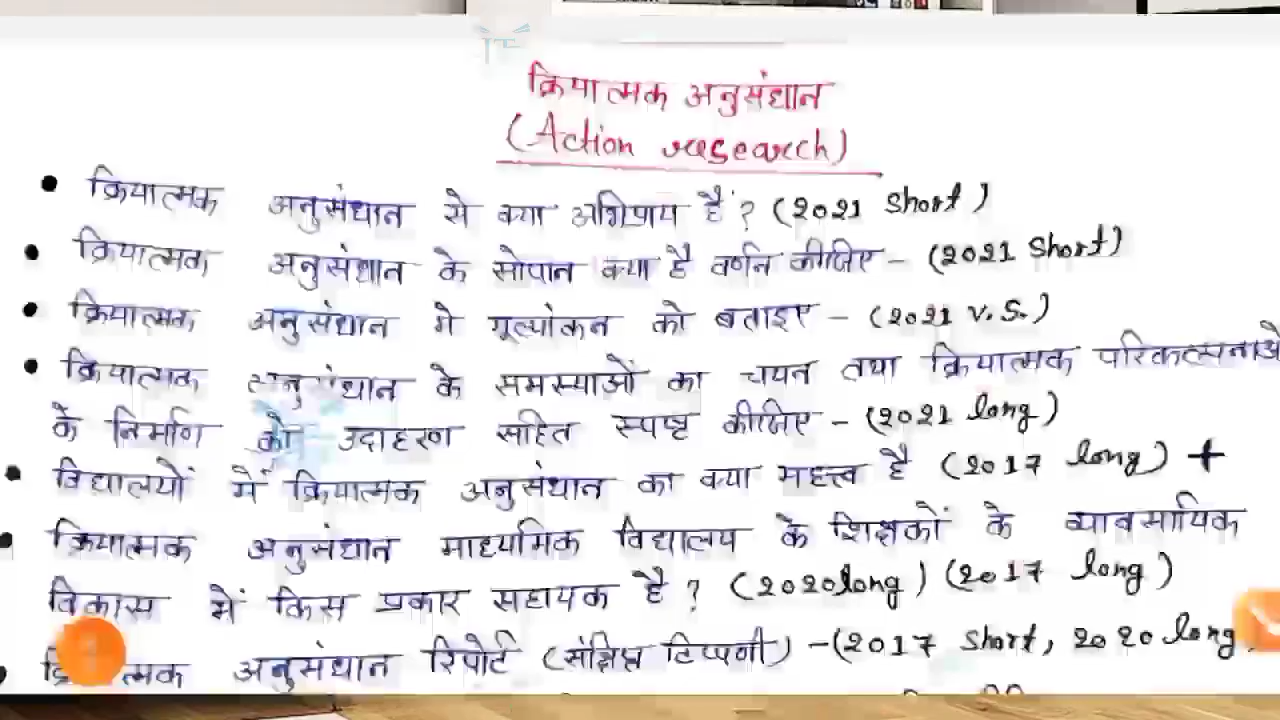 क्रियात्मक अनुसंधान
(Action research)
• क्रियात्मक अनुसंधान से क्या अभिप्राय है? (2021 Short)
• क्रियात्मक अनुसंधान के सोपान क्या है वर्णन कीजिए - (2021 Short)
• क्रियात्मक अनुसंधान मे मूल्यांकन को बताइए - (2021 V.S.)
• क्रियात्मक अनुसंधान के समस्याओं का चयन तथा क्रियात्मक परिकल्पनाओ
के निर्माण को उदाहरण सहित स्पष्ट कीजिए - (2021 long)
• विद्यालयों में क्रियात्मक अनुसंधान का क्या महत्त्व है (2017 long) +
• क्रियात्मक अनुसंधान माध्यमिक विद्यालय के शिक्षकों के व्यावसायिक
विकास में किस प्रकार सहायक है? (2020 long) (2017 long)
• अनुसंधान रिपोर्ट (संक्षिप्त टिप्पणी) - (2017 Short, 2020 long